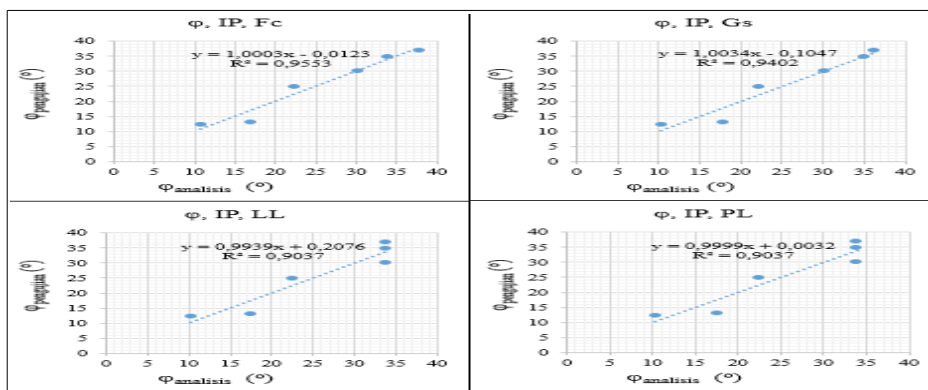 φ, IP, Fc
40
35
30
25
20
15
10
5
0
φpengujian (°)
y = 1,0003x - 0,0123
R² = 0,9553
0 5 10 15 20 25 30 35 40
φanalisis (°)
φ, IP, Gs
40
35
30
25
20
15
10
5
0
φpengujian (°)
y = 1,0034x - 0,1047
R² = 0,9402
0 5 10 15 20 25 30 35 40
φanalisis (°)
φ, IP, LL
40
35
30
25
20
15
10
5
0
φpengujian (°)
y = 0,9939x + 0,2076
R² = 0,9037
0 5 10 15 20 25 30 35 40
φanalisis (°)
φ, IP, PL
40
35
30
25
20
15
10
5
0
φpengujian (°)
y = 0,9999x + 0,0032
R² = 0,9037
0 5 10 15 20 25 30 35 40
φanalisis (°)